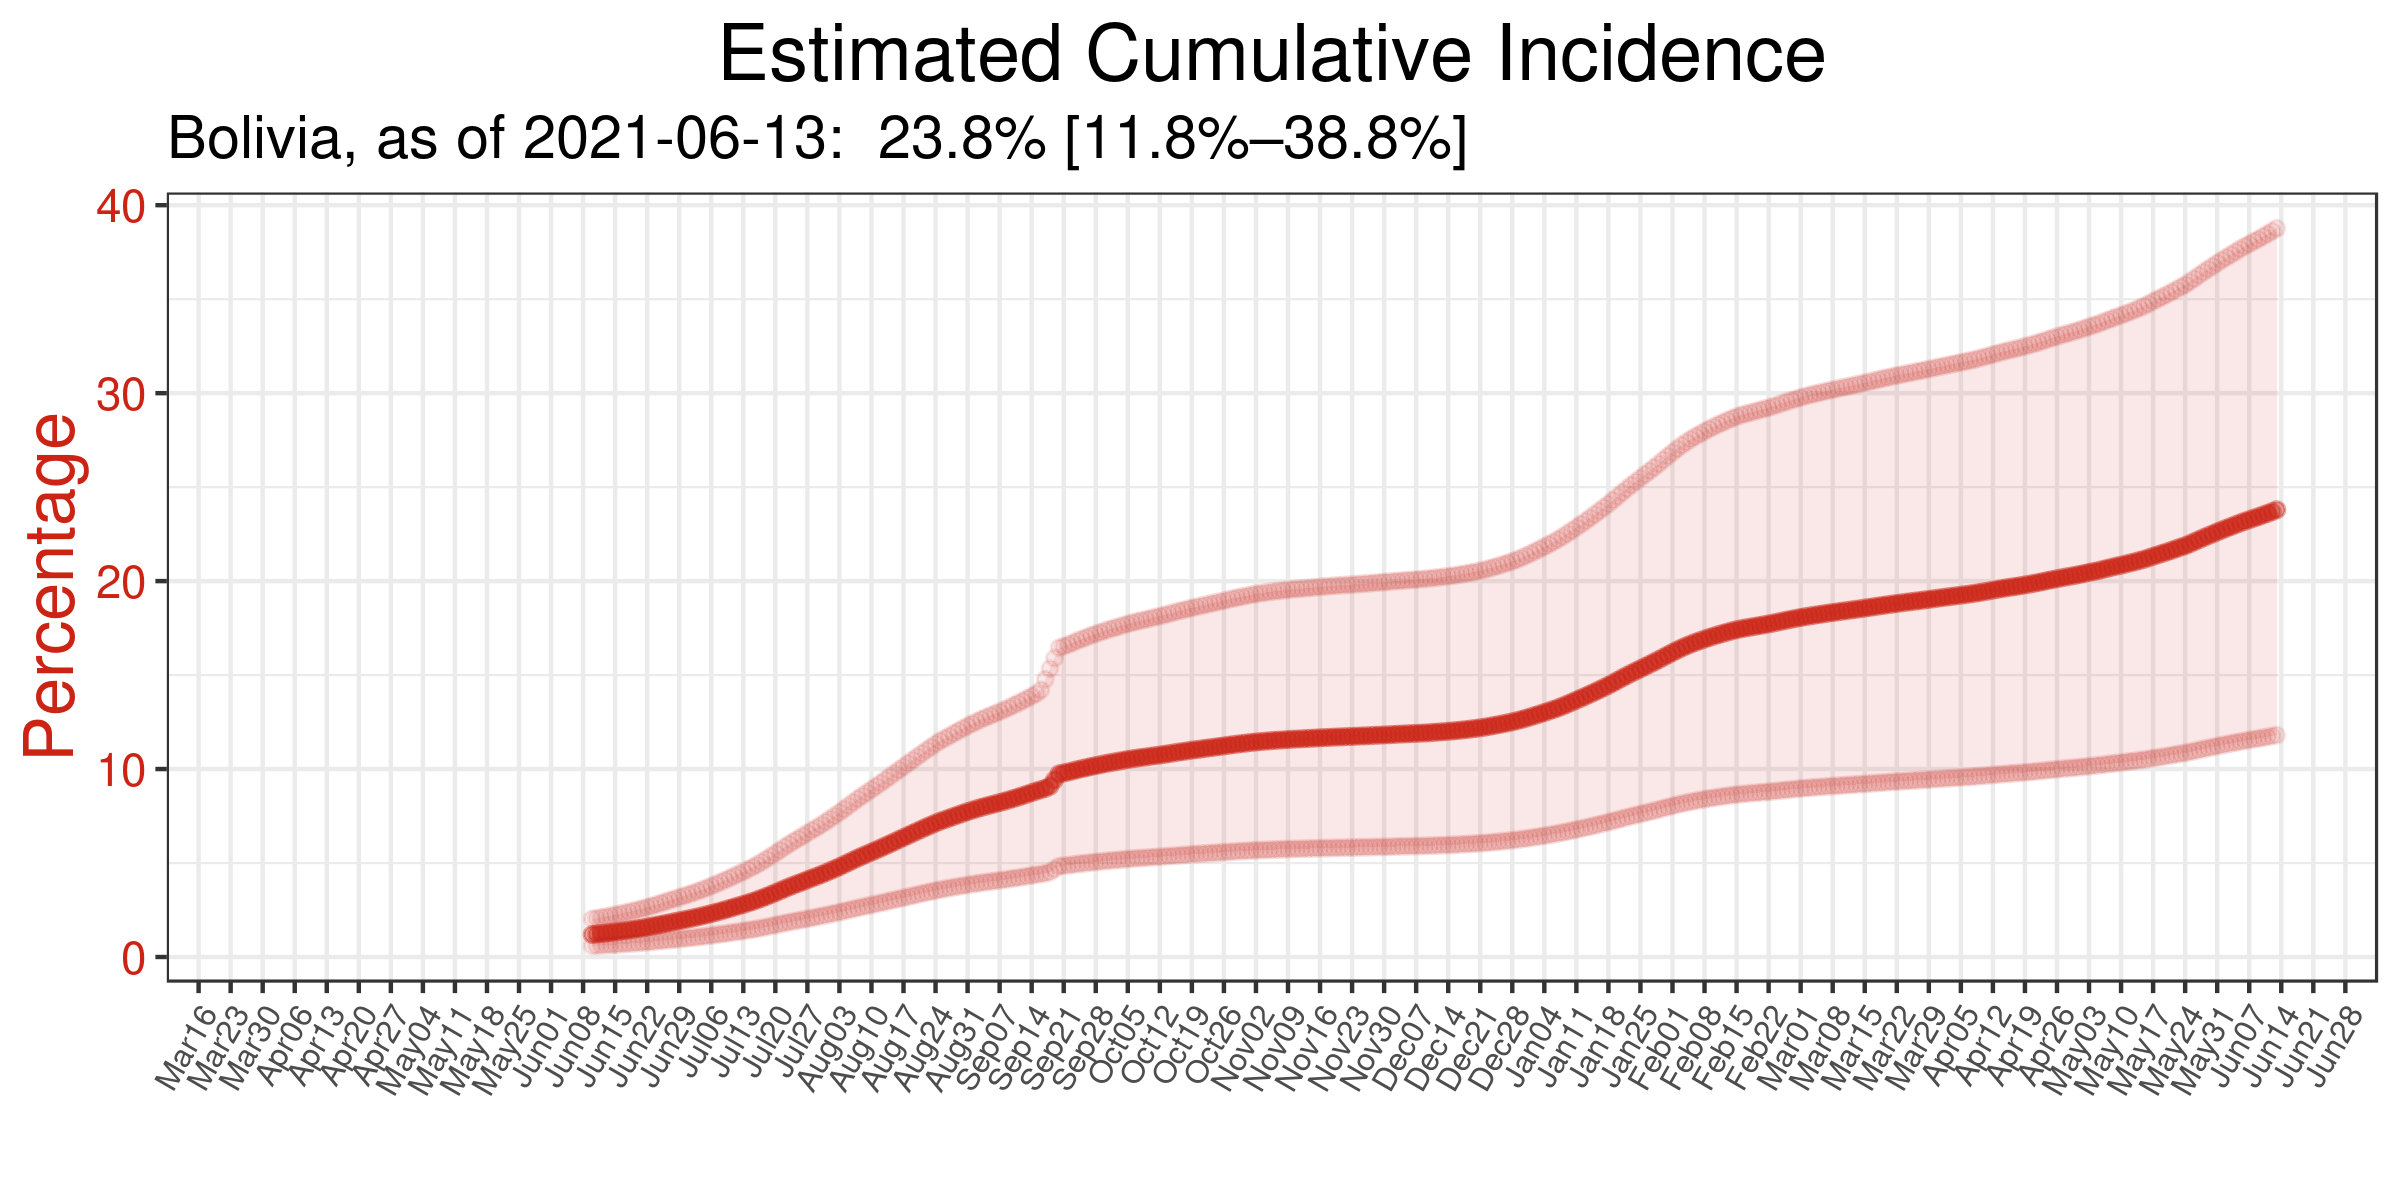 Estimated Cumulative Incidence
Bolivia, as of 2021-06-13: 23.8% [11.8%–38.8%]
Percentage
40
30
20
10
0
Mar16
Mar23
Mar30
Apr06
Apr13
Apr20
Apr27
May04
May11
May18
May25
Jun01
Jun08
Jun15
Jun22
Jun29
Jul06
Jul13
Jul20
Jul27
Aug03
Aug10
Aug17
Aug24
Aug31
Sep07
Sep14
Sep21
Sep28
Oct05
Oct12
Oct19
Oct26
Nov02
Nov09
Nov16
Nov23
Nov30
Dec07
Dec14
Dec21
Dec28
Jan04
Jan11
Jan18
Jan25
Feb01
Feb08
Feb15
Feb22
Mar01
Mar08
Mar15
Mar22
Mar29
Apr05
Apr12
Apr19
Apr26
May03
May10
May17
May24
May31
Jun07
Jun14
Jun21
Jun28